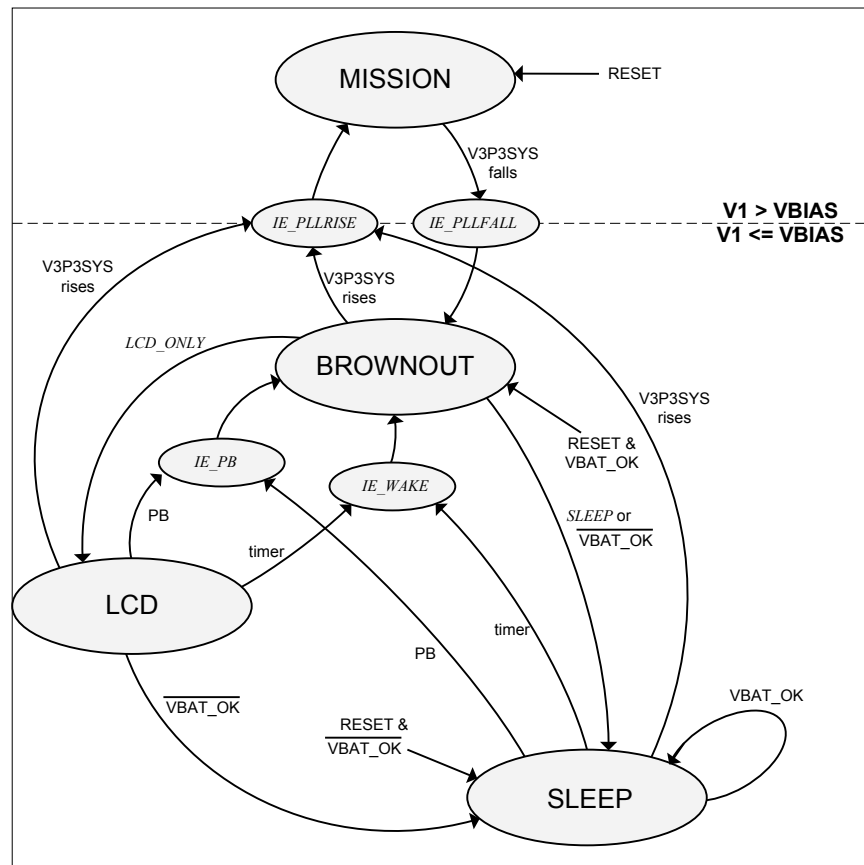 MISSION
RESET
V3P3SYS
falls
IE_PLLRISE
IE_PLLFALL
V1 > VBIAS
V1 <= VBIAS
V3P3SYS
rises
V3P3SYS
rises
LCD_ONLY
BROWNOUT
V3P3SYS
rises
RESET &
VBAT_OK
IE_PB
IE_WAKE
PB
SLEEP or
VBAT_OK
timer
LCD
timer
PB
VBAT_OK
RESET &
VBAT_OK
VBAT_OK
SLEEP